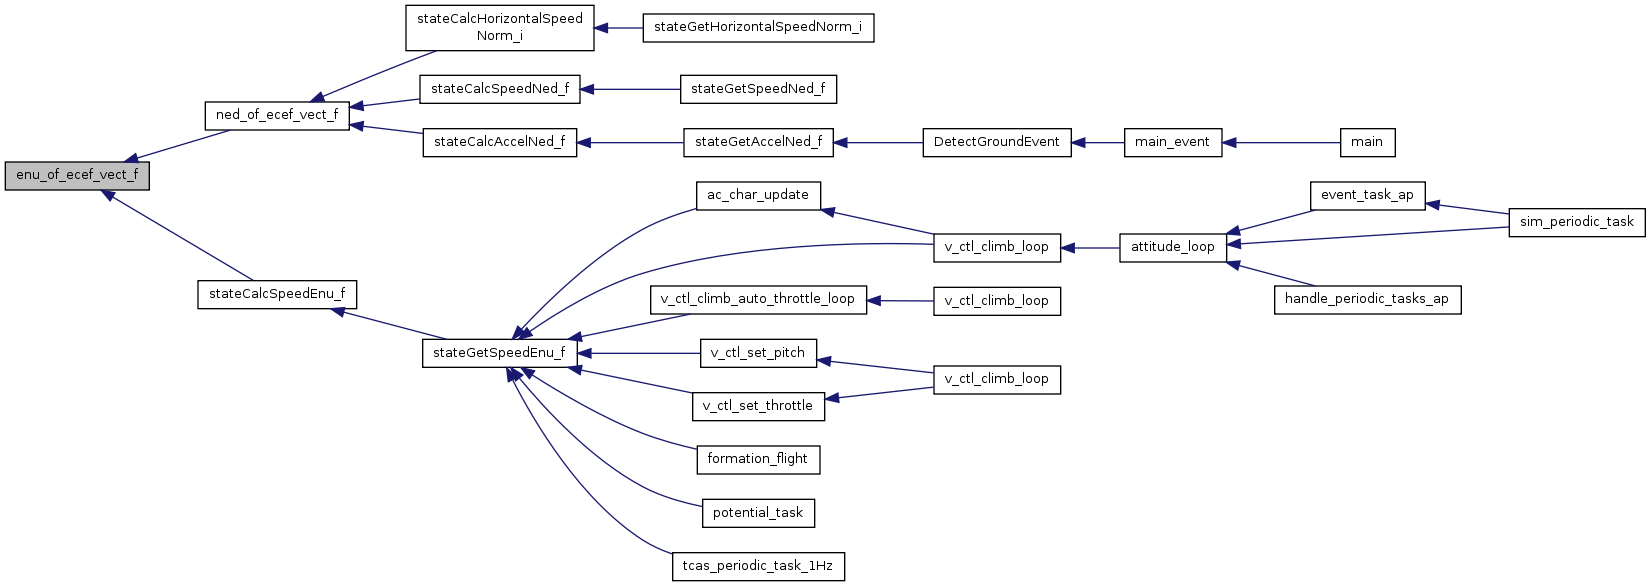 stateCalcHorizontalSpeed
Norm_i
stateGetHorizontalSpeedNorm_i
stateCalcSpeedNed_f
stateGetSpeedNed_f
ned_of_ecef_vect_f
stateCalcAccelNed_f
stateGetAccelNed_f
DetectGroundEvent
main_event
main
enu_of_ecef_vect_f
ac_char_update
event_task_ap
sim_periodic_task
v_ctl_climb_loop
attitude_loop
stateCalcSpeedEnu_f
v_ctl_climb_auto_throttle_loop
v_ctl_climb_loop
handle_periodic_tasks_ap
stateGetSpeedEnu_f
v_ctl_set_pitch
v_ctl_climb_loop
v_ctl_set_throttle
formation_flight
potential_task
tcas_periodic_task_1Hz